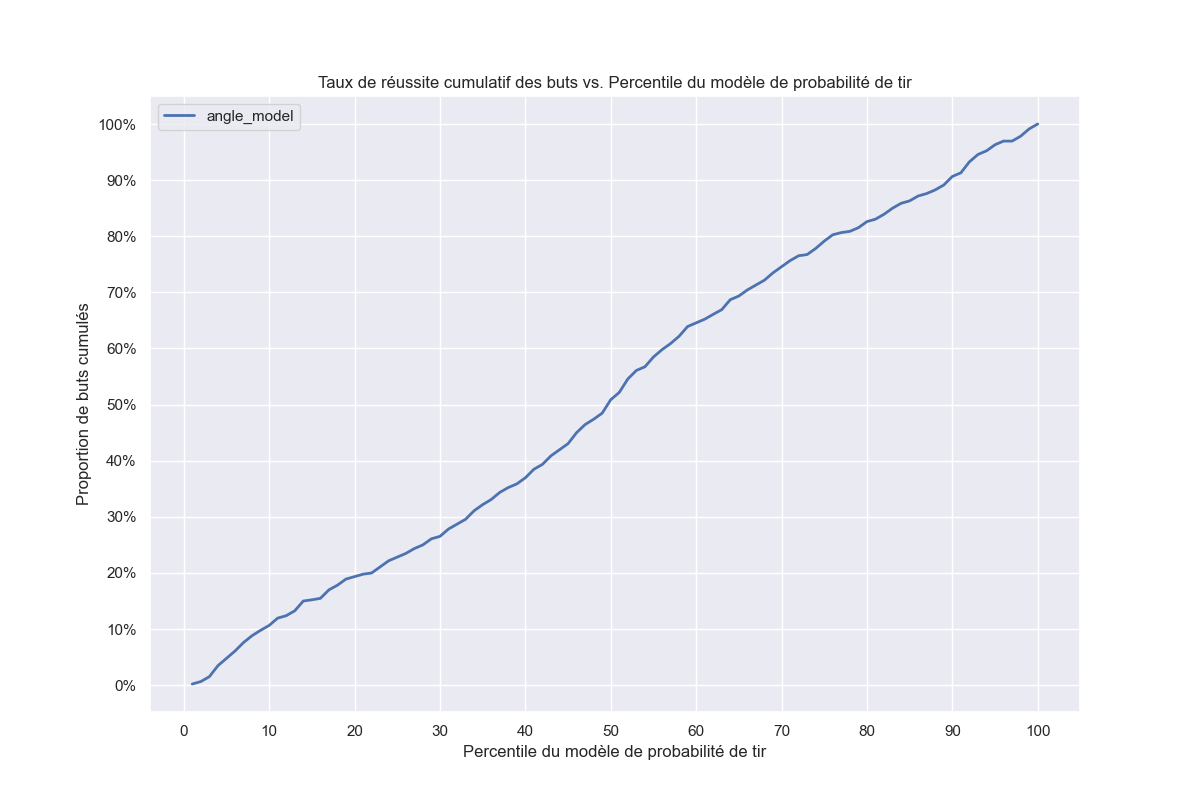 Taux de réussite cumulatif des buts vs. Percentile du modèle de probabilité de tir
angle_model
100%
90%
80%
70%
60%
50%
40%
30%
20%
10%
0%
Proportion de buts cumulés
0 10 20 30 40 50 60 70 80 90 100
Percentile du modèle de probabilité de tir